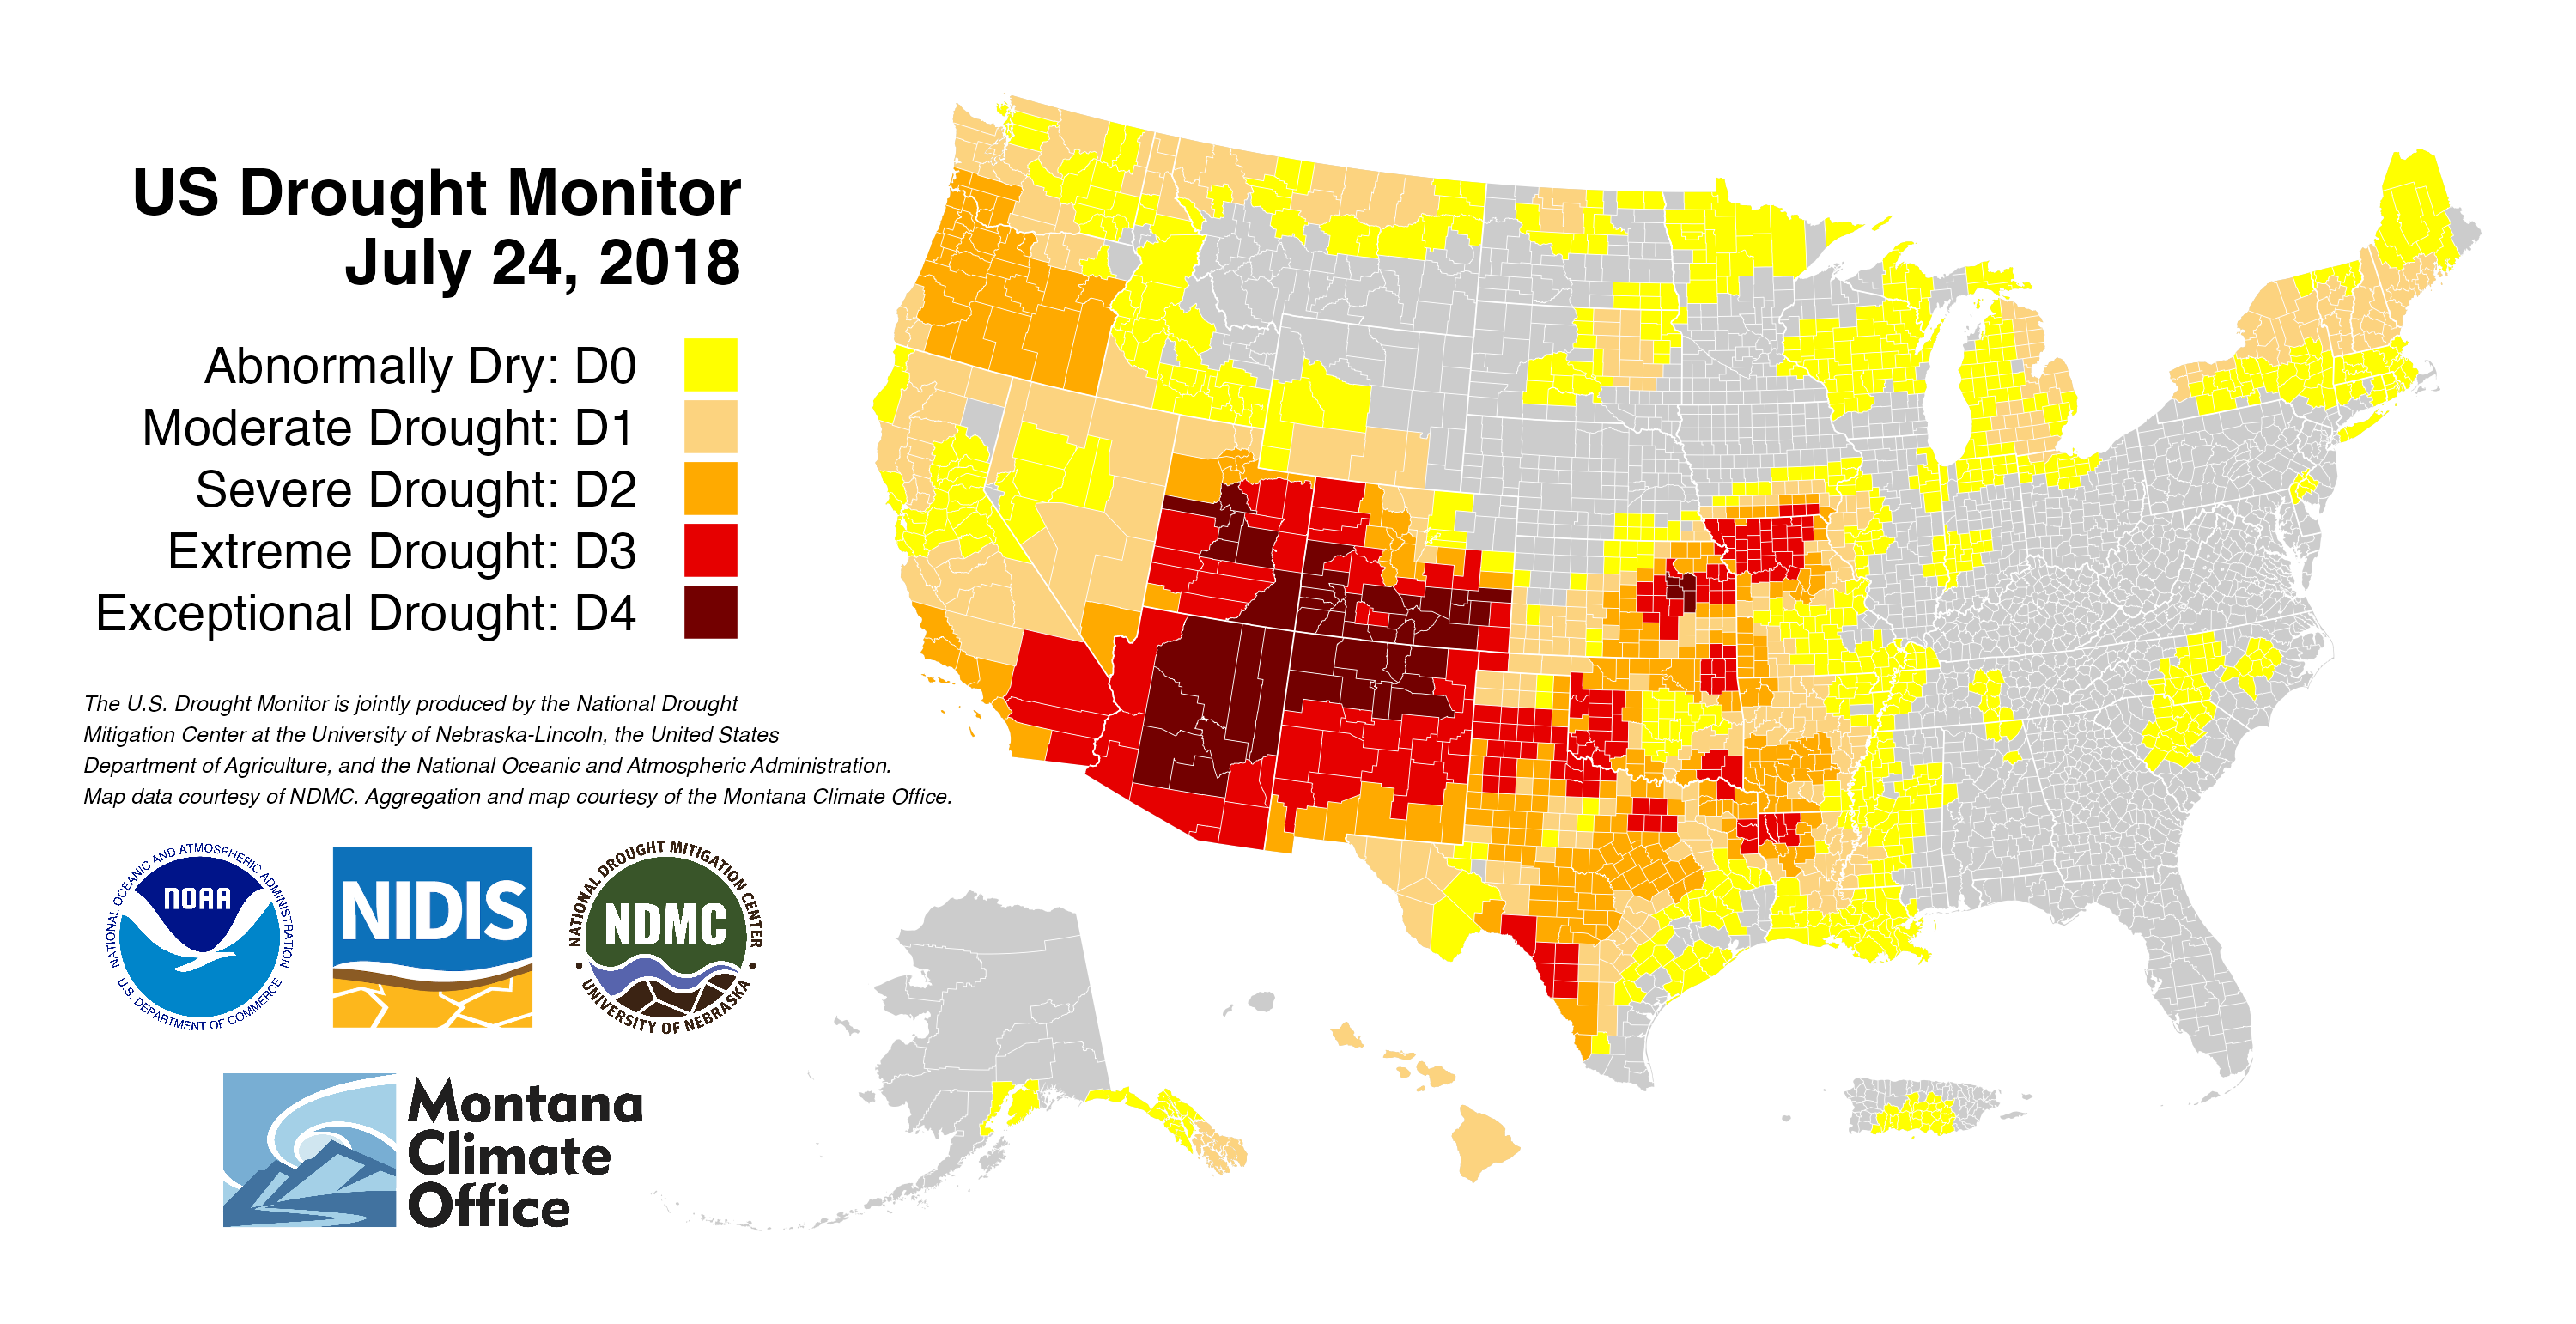 US Drought Monitor
July 24, 2018
Abnormally Dry: D0
Moderate Drought: D1
Severe Drought: D2
Extreme Drought: D3
Exceptional Drought: D4
The U.S. Drought Monitor is jointly produced by the National Drought
Mitigation Center at the University of Nebraska-Lincoln, the United States
Department of Agriculture, and the National Oceanic and Atmospheric Administration.
Map data courtesy of NDMC. Aggregation and map courtesy of the Montana Climate Office.
NATIONAL OCEANIC AND ATMOSPHERIC ADMINISTRATION
NOAA
U.S. DEPARTMENT OF COMMERCE
NIDIS
NATIONAL DROUGHT MITIGATION CENTER
NDMC
UNIVERSITY OF NEBRASKA
Montana
Climate
Office